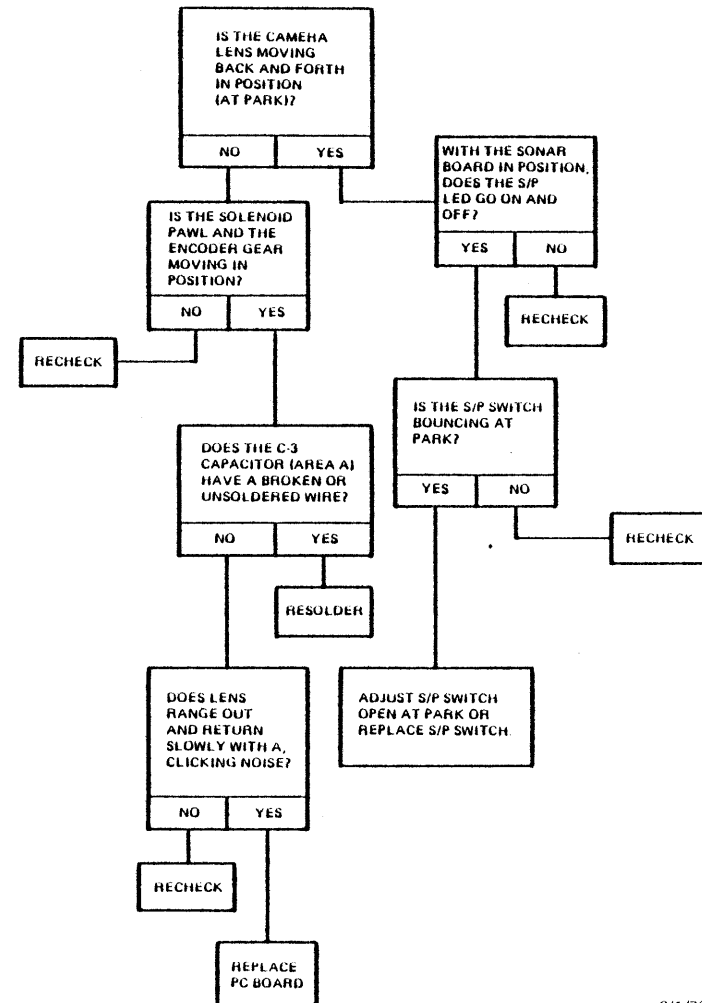 IS THE CAMERA
LENS MOVING
BACK AND FORTH
IN POSITION
(AT PARK)?
NO
YES
WITH THE SONAR
BOARD IN POSITION,
DOES THE S/P
LED GO ON AND
OFF?
YES
NO
RECHECK
IS THE SOLENOID
PAWL AND THE
ENCODER GEAR
MOVING IN
POSITION?
NO
YES
RECHECK
IS THE S/P SWITCH
BOUNCING AT
PARK?
YES
NO
RECHECK
DOES THE C-3
CAPACITOR (AREA A)
HAVE A BROKEN OR
UNSOLDERED WIRE?
NO
YES
RESOLDER
DOES LENS
RANGE OUT
AND RETURN
SLOWLY WITH A,
CLICKING NOISE?
NO
YES
ADJUST S/P SWITCH
OPEN AT PARK OR
REPLACE S/P SWITCH.
RECHECK
REPLACE
PC BOARD